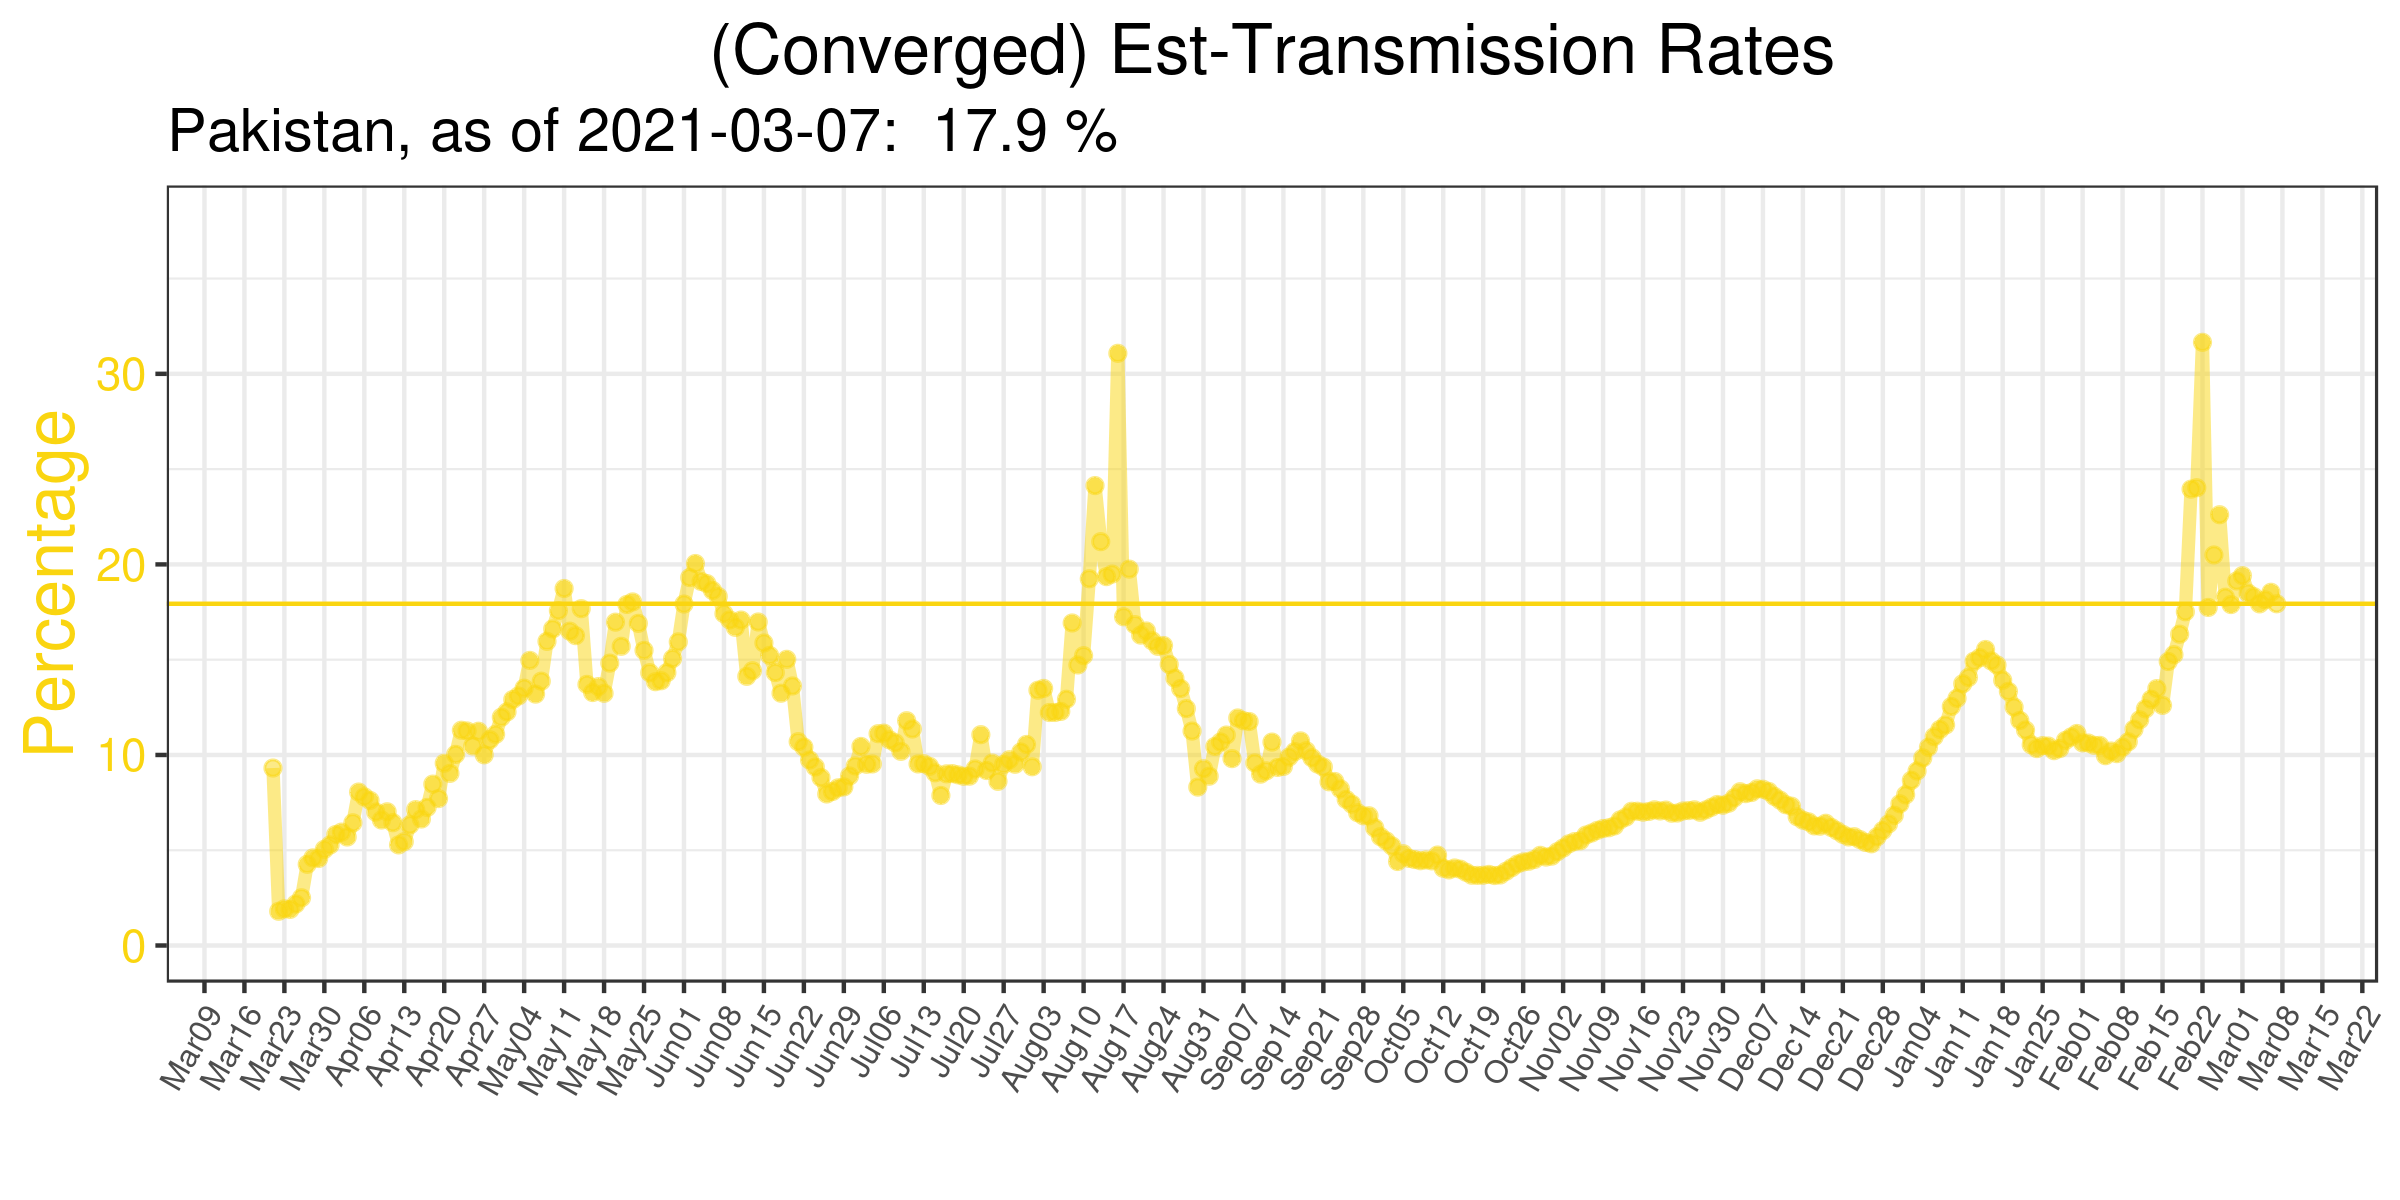 (Converged) Est-Transmission Rates
Pakistan, as of 2021-03-07:  17.9 %
Percentage
30
20
10
0
Mar09
Mar16
Mar23
Mar30
Apr06
Apr13
Apr20
Apr27
May04
May11
May18
May25
Jun01
Jun08
Jun15
Jun22
Jun29
Jul06
Jul13
Jul20
Jul27
Aug03
Aug10
Aug17
Aug24
Aug31
Sep07
Sep14
Sep21
Sep28
Oct05
Oct12
Oct19
Oct26
Nov02
Nov09
Nov16
Nov23
Nov30
Dec07
Dec14
Dec21
Dec28
Jan04
Jan11
Jan18
Jan25
Feb01
Feb08
Feb15
Feb22
Mar01
Mar08
Mar15
Mar22